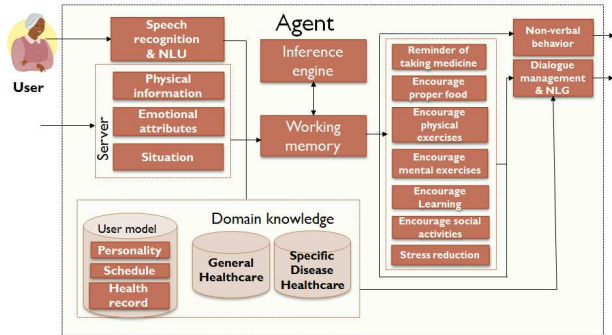 Agent
User
Speech
recognition
& NLU
Server
Physical
information
Emotional
attributes
Situation
Inference
engine
Working
memory
Reminder of
taking medicine
Encourage
proper food
Encourage
physical
exercises
Encourage
mental exercises
Encourage
Learning
Encourage social
activities
Stress reduction
Non-verbal
behavior
Dialogue
management
& NLG
User model
Personality
Schedule
Health
record
Domain knowledge
General
Healthcare
Specific
Disease
Healthcare